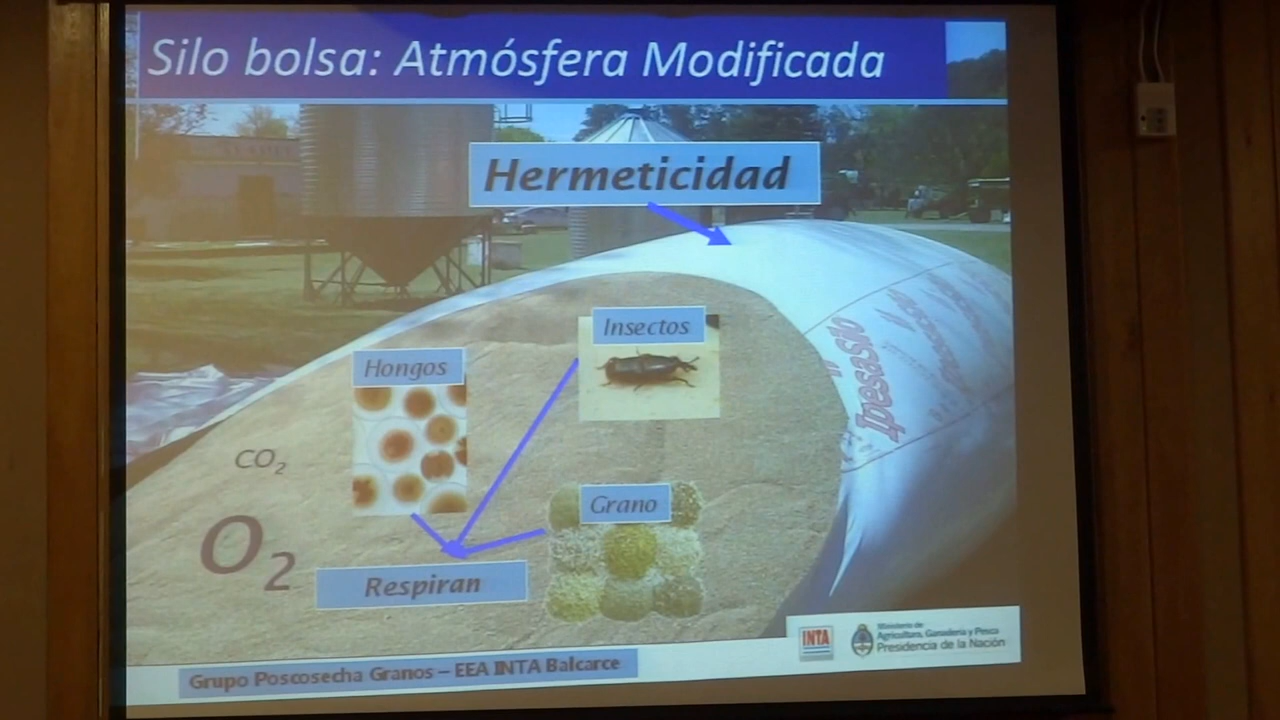 Silo bolsa: Atmósfera Modificada
Hermeticidad
Insectos
Hongos
CO₂
Grano
O₂
Respiran
Ipesasilo
INTA
Ministerio de
Agricultura, Ganadería y Pesca
Presidencia de la Nación
Grupo Poscosecha Granos – EEA INTA Balcarce